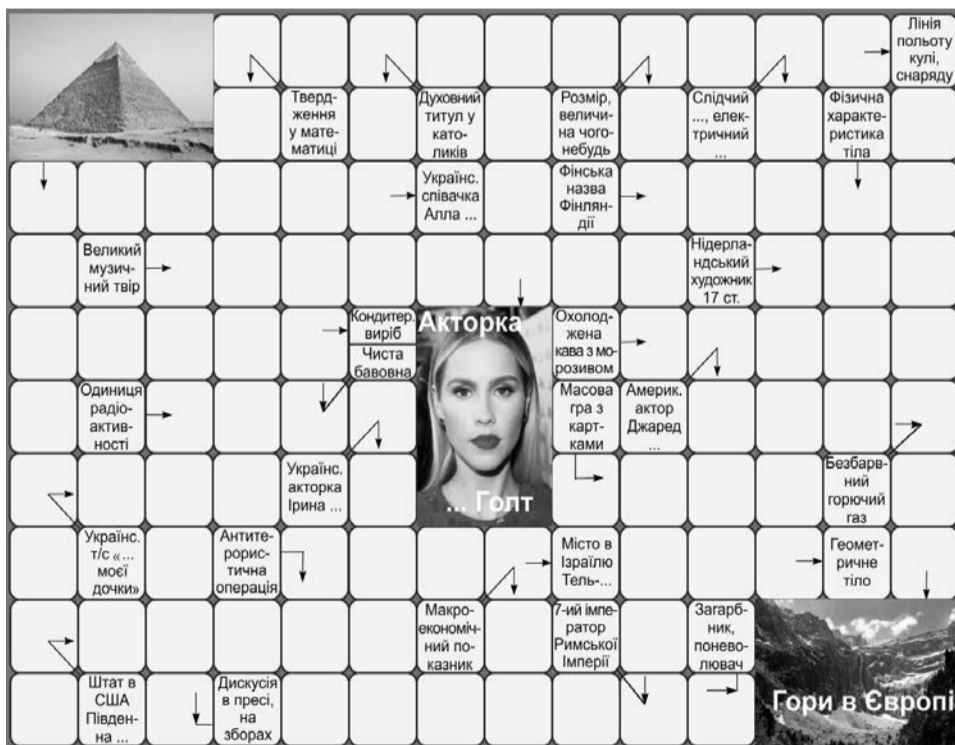 Лінія
польоту
кулі,
снаряду
Тверд-
ження
у мате-
матиці
Духовний
титул у
като-
ликів
Розмір,
величи-
на чого-
небудь
Слідчий
..., елек-
тричний
...
Фізична
характе-
ристика
тіла
Українс.
співачка
Алла ...
Фінська
назва
Фінлян-
дії
Великий
музич-
ний твір
Нідерла-
ндський
художник
17 ст.
Кондитер.
виріб
Чиста
бавовна
Акторка
... Голт
Охолод-
жена
кава з мо-
розивом
Одиниця
радіо-
актив-
ності
Масова
гра з
карт-
ками
Америк.
актор
Джаред
...
Українс.
акторка
Ірина ...
Безбарв-
ний
горючий
газ
Українс.
т/с «...
моєї
дочки»
Антите-
рорис-
тична
операція
Місто в
Ізраїлю
Тель-...
Геомет-
ричне
тіло
Макро-
економіч-
ний по-
казник
7-ий імпе-
ратор
Римської
Імперії
Загарб-
ник,
понево-
лювач
Штат в
США
Півден-
на ...
Дискусія
в пресі,
на
зборах
Гори в Європі